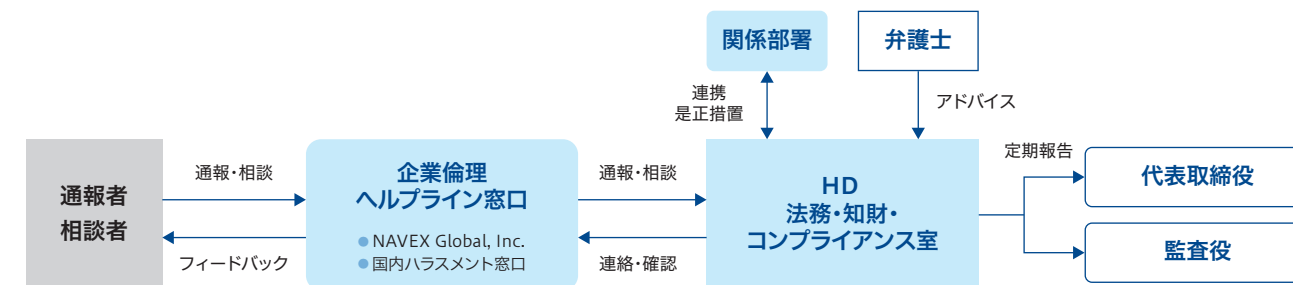 関係部署
弁護士
連携
是正措置
アドバイス
通報者
相談者
通報・相談
フィードバック
企業倫理
ヘルプライン窓口
● NAVEX Global, Inc.
● 国内ハラスメント窓口
通報・相談
連絡・確認
HD
法務・知財・
コンプライアンス室
定期報告
代表取締役
監査役